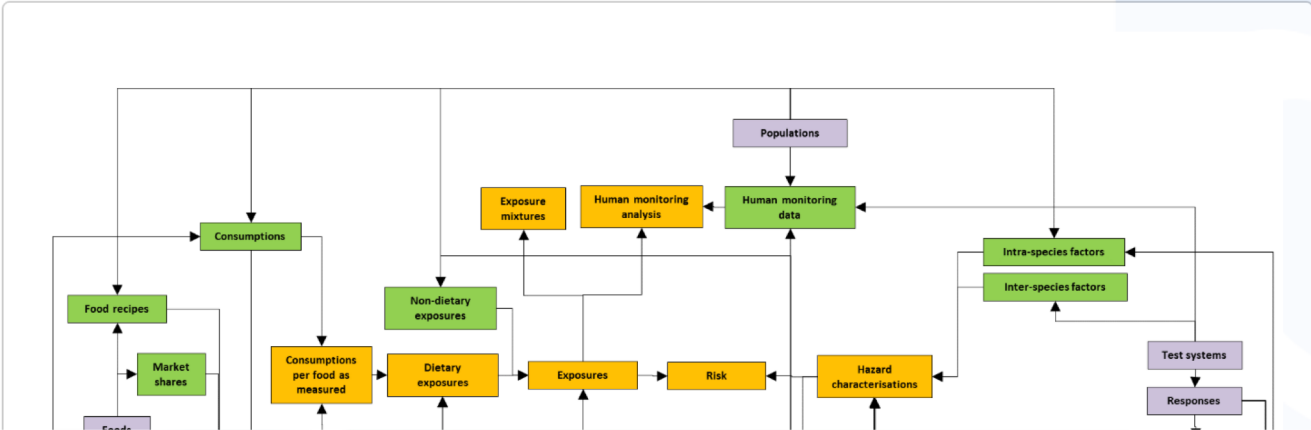 Populations
Exposure
mixtures
Human monitoring
analysis
Human monitoring
data
Consumptions
Intra-species factors
Inter-species factors
Food recipes
Non-dietary
exposures
Market
shares
Consumptions
per food as
measured
Dietary
exposures
Exposures
Risk
Hazard
characterisations
Test systems
Responses
Foods